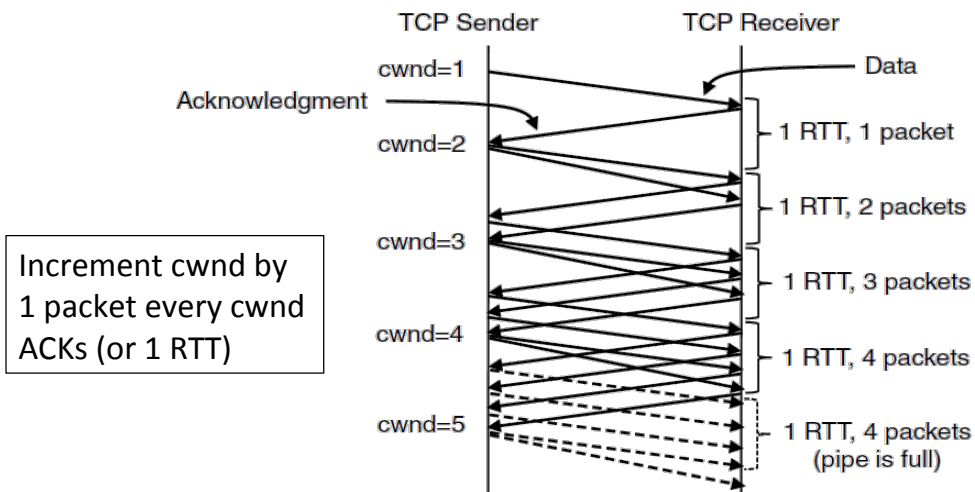 TCP Sender
TCP Receiver
cwnd=1
Data
Acknowledgment
1 RTT, 1 packet
cwnd=2
1 RTT, 2 packets
cwnd=3
Increment cwnd by
1 packet every cwnd
ACKs (or 1 RTT)
1 RTT, 3 packets
cwnd=4
1 RTT, 4 packets
cwnd=5
1 RTT, 4 packets
(pipe is full)